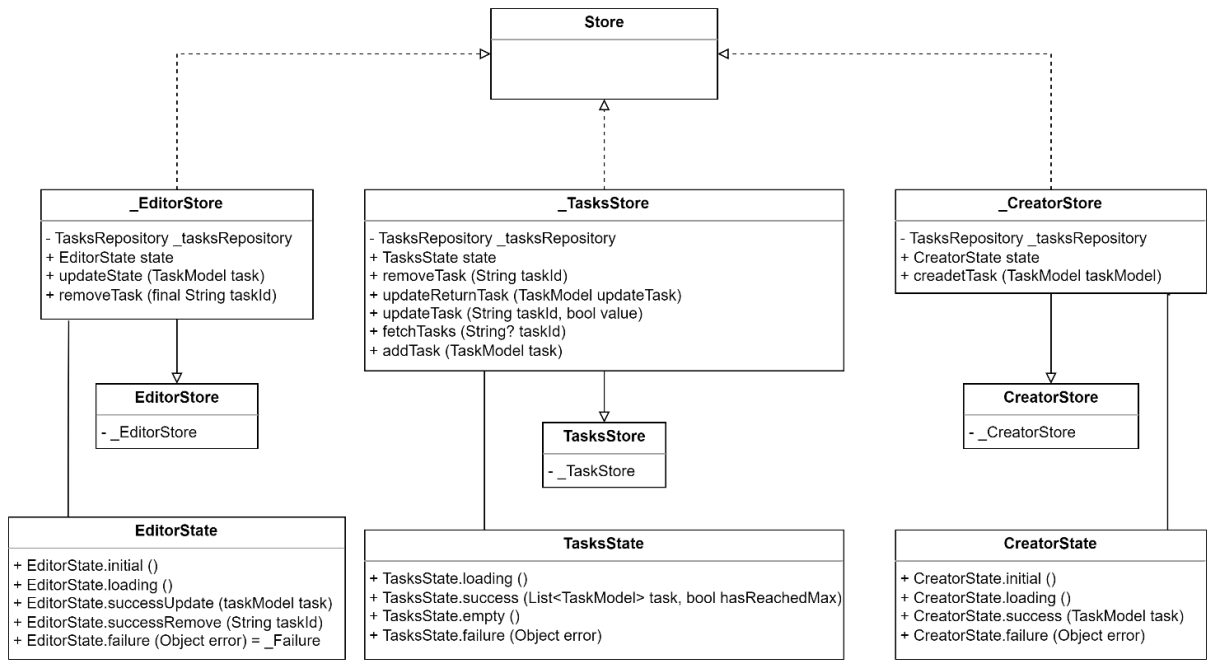 Store
_EditorStore
- TasksRepository _tasksRepository
+ EditorState state
+ updateState (TaskModel task)
+ removeTask (final String taskId)
_TasksStore
- TasksRepository _tasksRepository
+ TasksState state
+ removeTask (String taskId)
+ updateReturnTask (TaskModel updateTask)
+ updateTask (String taskId, bool value)
+ fetchTasks (String? taskId)
+ addTask (TaskModel task)
_CreatorStore
- TasksRepository _tasksRepository
+ CreatorState state
+ creadetTask (TaskModel taskModel)
EditorStore
- _EditorStore
TasksStore
- _TaskStore
CreatorStore
- _CreatorStore
EditorState
+ EditorState.initial ()
+ EditorState.loading ()
+ EditorState.successUpdate (taskModel task)
+ EditorState.successRemove (String taskId)
+ EditorState.failure (Object error) = _Failure
TasksState
+ TasksState.loading ()
+ TasksState.success (List<TaskModel> task, bool hasReachedMax)
+ TasksState.empty ()
+ TasksState.failure (Object error)
CreatorState
+ CreatorState.initial ()
+ CreatorState.loading ()
+ CreatorState.success (TaskModel task)
+ CreatorState.failure (Object error)